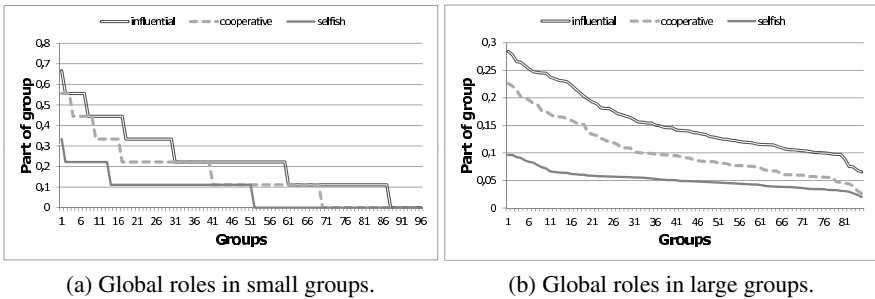 influential cooperative selfish
Part of group
0,8
0,7
0,6
0,5
0,4
0,3
0,2
0,1
0
1 6 11 16 21 26 31 36 41 46 51 56 61 66 71 76 81 86 91 96
Groups
(a) Global roles in small groups.
influential cooperative selfish
Part of group
0,3
0,25
0,2
0,15
0,1
0,05
0
1 6 11 16 21 26 31 36 41 46 51 56 61 66 71 76 81
Groups
(b) Global roles in large groups.